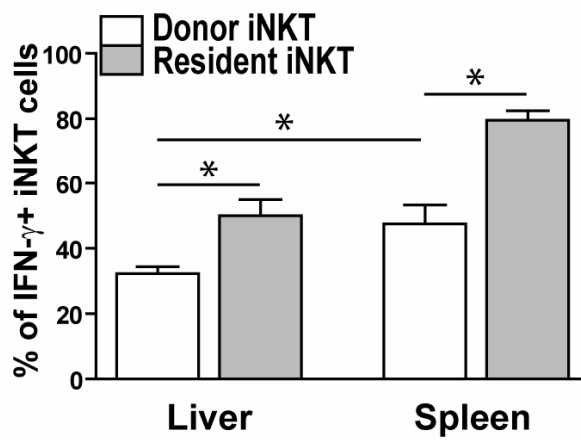 Donor iNKT
Resident iNKT
% of IFN-γ+ iNKT cells
100
80
60
40
20
0
*
*
*
Liver
Spleen